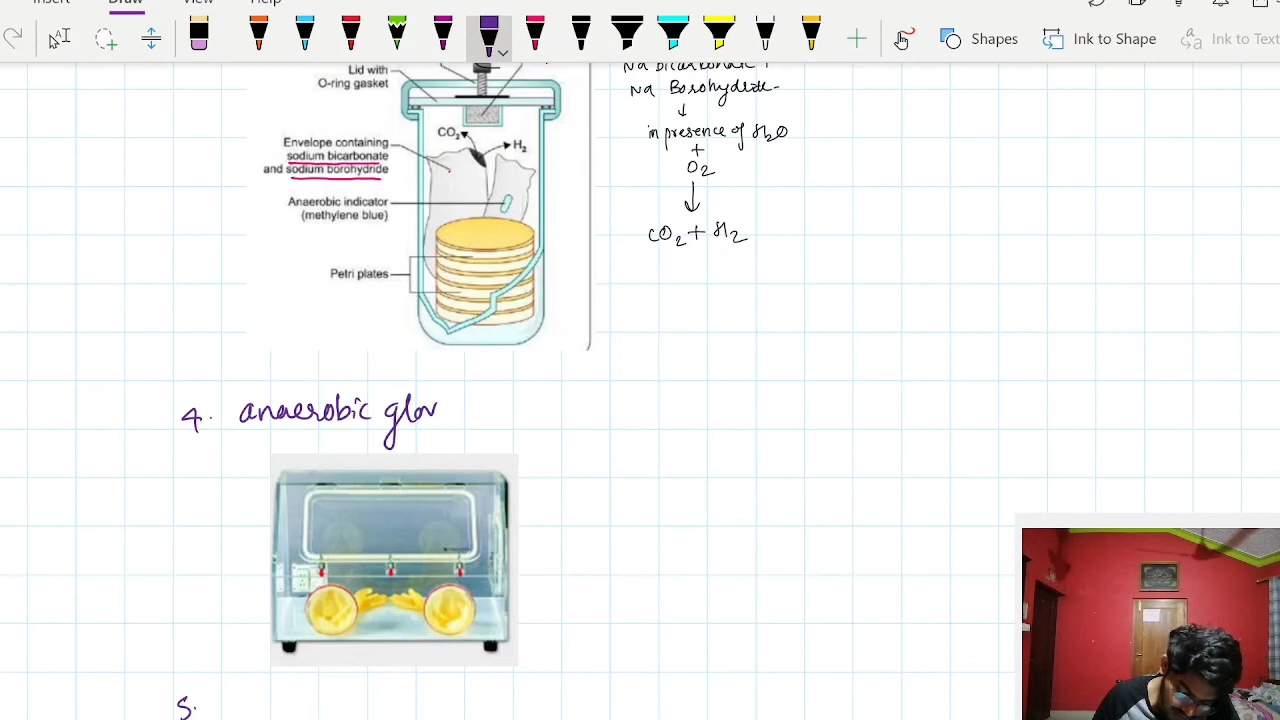 Insert Draw View Help
Shapes
Ink to Shape
Ink to Text
Lid with
O-ring gasket
CO2
H2
Envelope containing
sodium bicarbonate
and sodium borohydride
Anaerobic indicator
(methylene blue)
Petri plates
Na Bicarbonate +
Na Borohydride
↓
in presence of H2O
+
O2
↓
CO2 + H2
4. anaerobic glov
5.